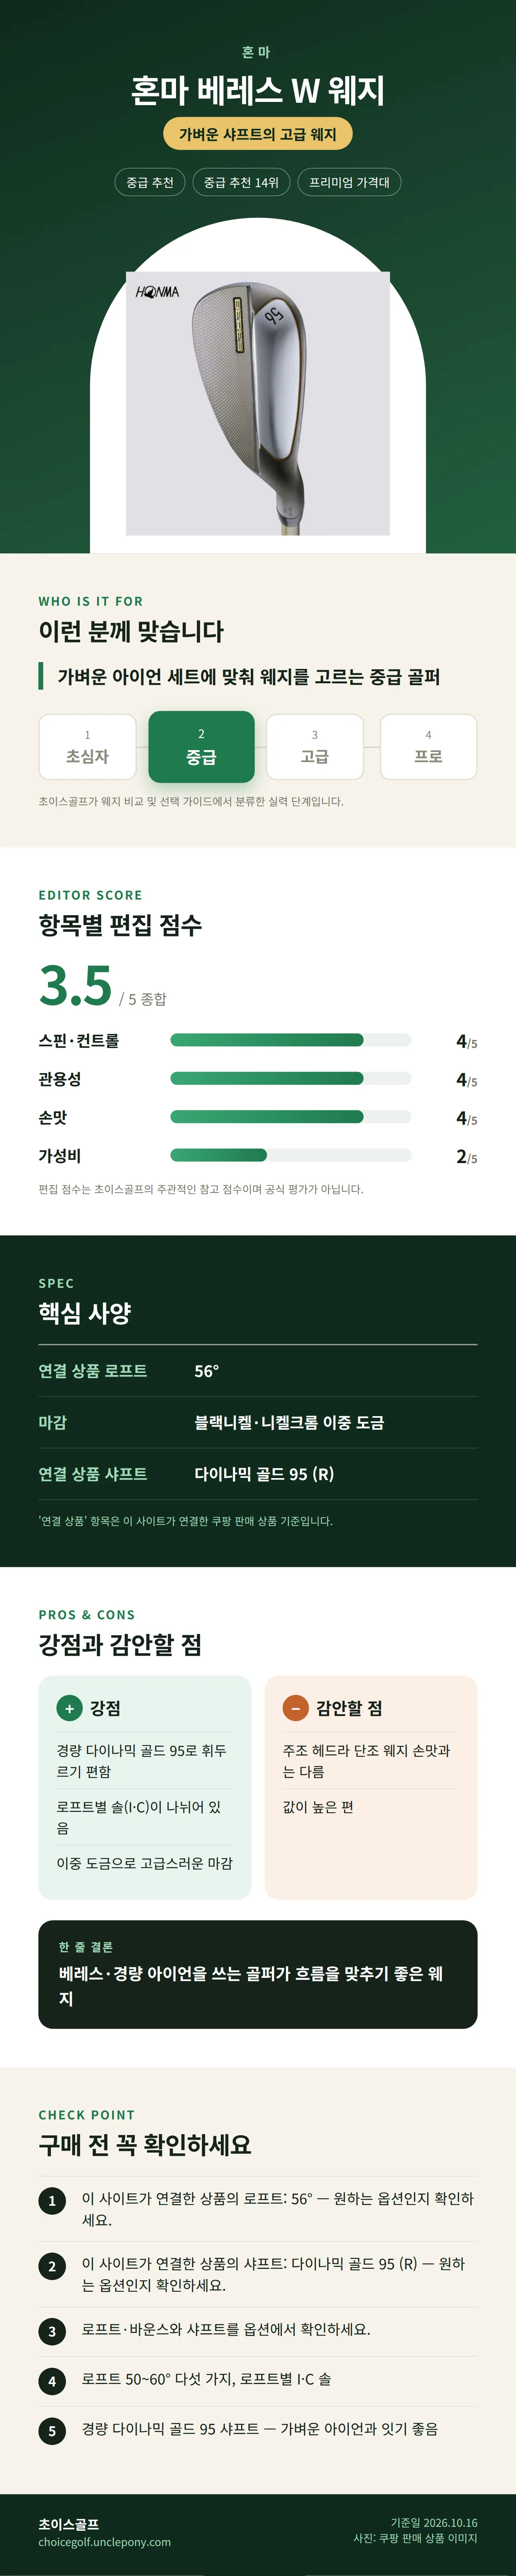 혼마
혼마 베레스 W 웨지
가벼운 샤프트의 고급 웨지
중급 추천
중급 추천 14위
프리미엄 가격대
HONMA
BERES
56
WHO IS IT FOR
이런 분께 맞습니다
가벼운 아이언 세트에 맞춰 웨지를 고르는 중급 골퍼
1
초심자
2
중급
3
고급
4
프로
초이스골프가 웨지 비교 및 선택 가이드에서 분류한 실력 단계입니다.
EDITOR SCORE
항목별 편집 점수
3.5 / 5 종합
스핀·컨트롤 4/5
관용성 4/5
손맛 4/5
가성비 2/5
편집 점수는 초이스골프의 주관적인 참고 점수이며 공식 평가가 아닙니다.
SPEC
핵심 사양
연결 상품 로프트 56°
마감 블랙니켈·니켈크롬 이중 도금
연결 상품 샤프트 다이나믹 골드 95 (R)
'연결 상품' 항목은 이 사이트가 연결한 쿠팡 판매 상품 기준입니다.
PROS & CONS
강점과 감안할 점
+ 강점
경량 다이나믹 골드 95로 휘두
르기 편함
로프트별 솔(I·C)이 나뉘어 있
음
이중 도금으로 고급스러운 마감
− 감안할 점
주조 헤드라 단조 웨지 손맛과
는 다름
값이 높은 편
한 줄 결론
베레스·경량 아이언을 쓰는 골퍼가 흐름을 맞추기 좋은 웨
지
CHECK POINT
구매 전 꼭 확인하세요
1 이 사이트가 연결한 상품의 로프트: 56° — 원하는 옵션인지 확인하
세요.
2 이 사이트가 연결한 상품의 샤프트: 다이나믹 골드 95 (R) — 원하
는 옵션인지 확인하세요.
3 로프트·바운스와 샤프트를 옵션에서 확인하세요.
4 로프트 50~60° 다섯 가지, 로프트별 I·C 솔
5 경량 다이나믹 골드 95 샤프트 — 가벼운 아이언과 잇기 좋음
초이스골프
choicegolf.unclepony.com
기준일 2026.10.16
사진: 쿠팡 판매 상품 이미지